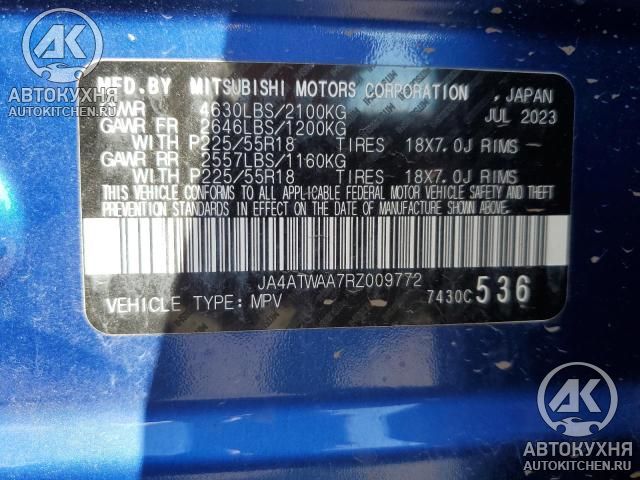 MFD.BY MITSUBISHI MOTORS CORPORATION , JAPAN
GVWR 4630LBS/2100KG JUL 2023
GAWR FR 2646LBS/1200KG
WITH P225/55R18 TIRES 18X7.0J RIMS
GAWR RR 2557LBS/1160KG
WITH P225/55R18 TIRES 18X7.0J RIMS
THIS VEHICLE CONFORMS TO ALL APPLICABLE FEDERAL MOTOR VEHICLE SAFETY AND THEFT
PREVENTION STANDARDS IN EFFECT ON THE DATE OF MANUFACTURE SHOWN ABOVE.
JA4ATWAA7RZ009772
VEHICLE TYPE: MPV 7430C 536
АК
АВТОКУХНЯ
AUTOKITCHEN.RU
АК
АВТОКУХНЯ
AUTOKITCHEN.RU